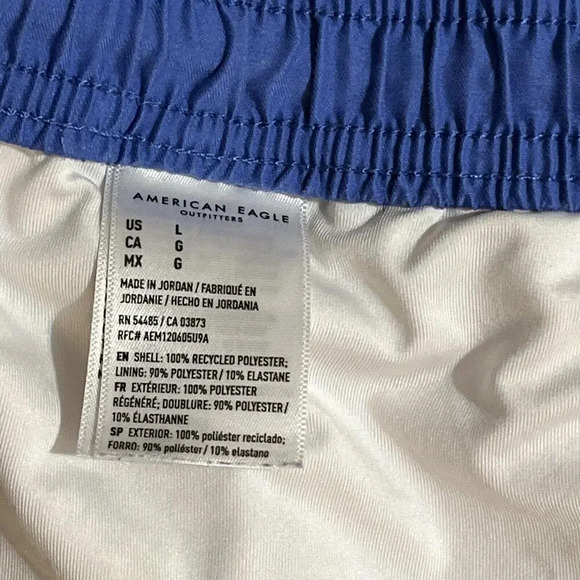 AMERICAN EAGLE
OUTFITTERS
US L
CA G
MX G
MADE IN JORDAN / FABRIQUÉ EN
JORDANIE / HECHO EN JORDANIA
RN 54485 / CA 03873
RFC# AEM120605U9A
EN SHELL: 100% RECYCLED POLYESTER;
LINING: 90% POLYESTER / 10% ELASTANE
FR EXTÉRIEUR: 100% POLYESTER
RÉGÉNÉRÉ; DOUBLURE: 90% POLYESTER /
10% ÉLASTHANNE
SP EXTERIOR: 100% poliéster reciclado;
FORRO: 90% poliéster / 10% elastano